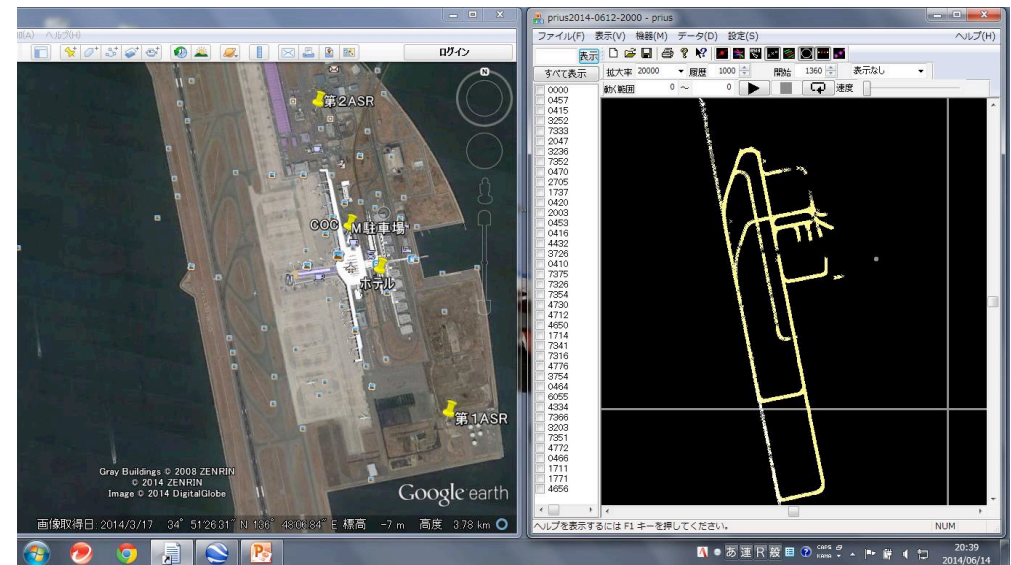 ヘルプ(H)
ログイン
N
第2ASR
COC
M駐車場
ホテル
第1ASR
Gray Buildings © 2008 ZENRIN
© 2014 ZENRIN
Image © 2014 DigitalGlobe
Google earth
画像取得日: 2014/3/17 34° 51'26.31" N 136° 48'06.84" E 標高 -7 m 高度 3.78 km
prius2014-0612-2000 - prius
ファイル(F) 表示(V) 機器(M) データ(D) 設定(S) ヘルプ(H)
表示
すべて表示 拡大率 20000 履歴 1000 開始 1360 表示なし
動く範囲 0 ～ 0 速度
0000
0457
0415
3252
7333
2047
3236
7352
0470
2705
1737
0420
2003
0453
0416
4432
3726
0410
7375
7326
7354
4730
4712
4650
1714
7341
7316
4776
3754
0464
6055
4334
7366
3203
7351
4772
0466
1711
1771
4656
ヘルプを表示するには F1 キーを押してください。 NUM
あ 連 R 般 CAPS KANA
20:39
2014/06/14